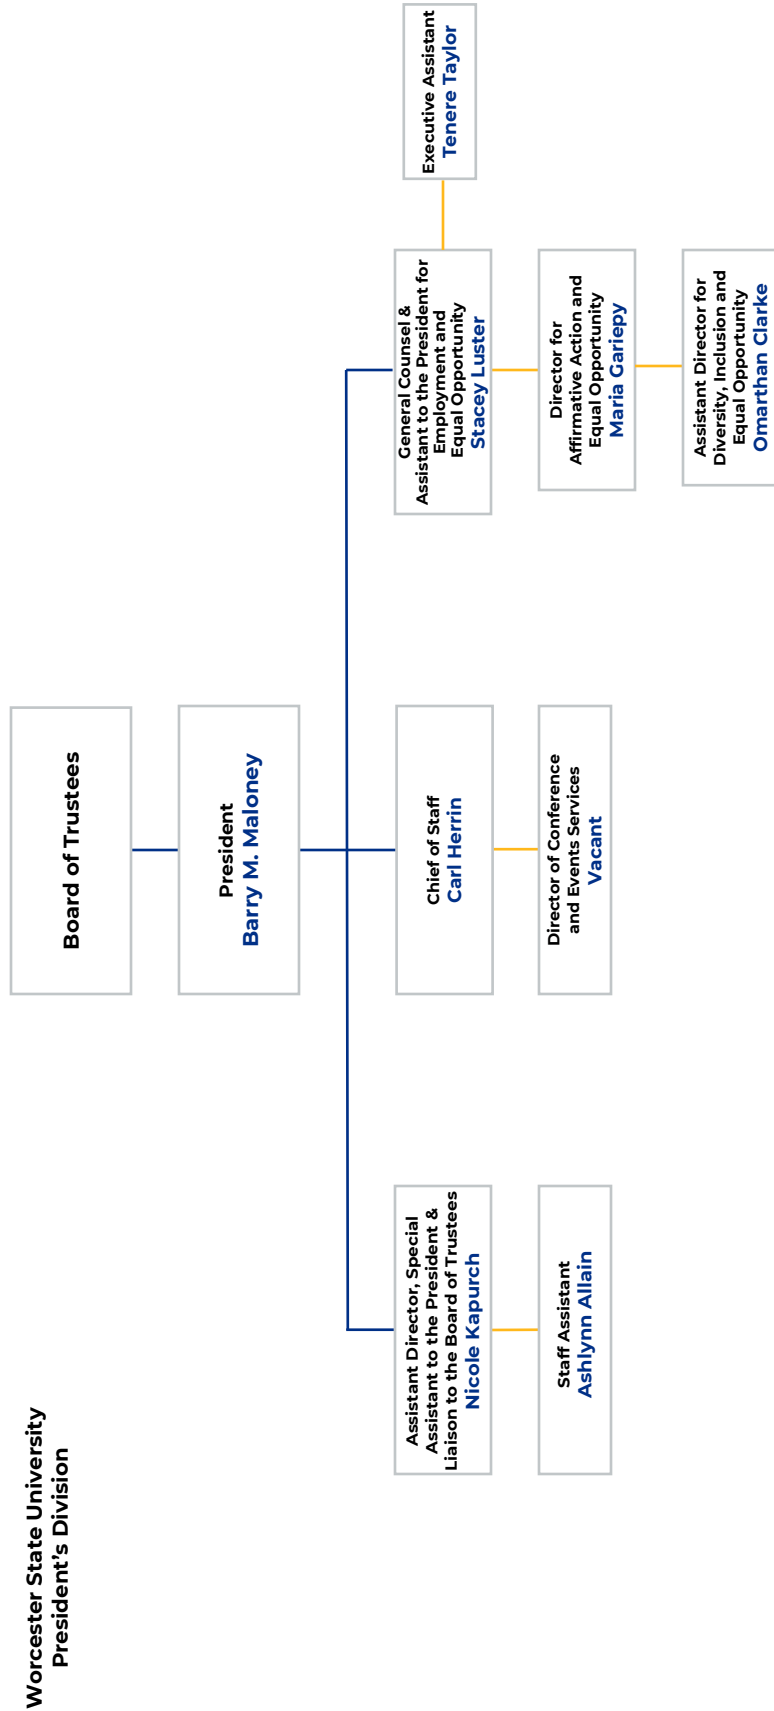 Worcester State University
President's Division
Board of Trustees
President
Barry M. Maloney
Assistant Director, Special
Assistant to the President &
Liaison to the Board of Trustees
Nicole Kapurch
Staff Assistant
Ashlynn Allain
Chief of Staff
Carl Herrin
Director of Conference
and Events Services
Vacant
General Counsel &
Assistant to the President for
Employment and
Equal Opportunity
Stacey Luster
Executive Assistant
Tenere Taylor
Director for
Affirmative Action and
Equal Opportunity
Maria Gariepy
Assistant Director for
Diversity, Inclusion and
Equal Opportunity
Omarthan Clarke